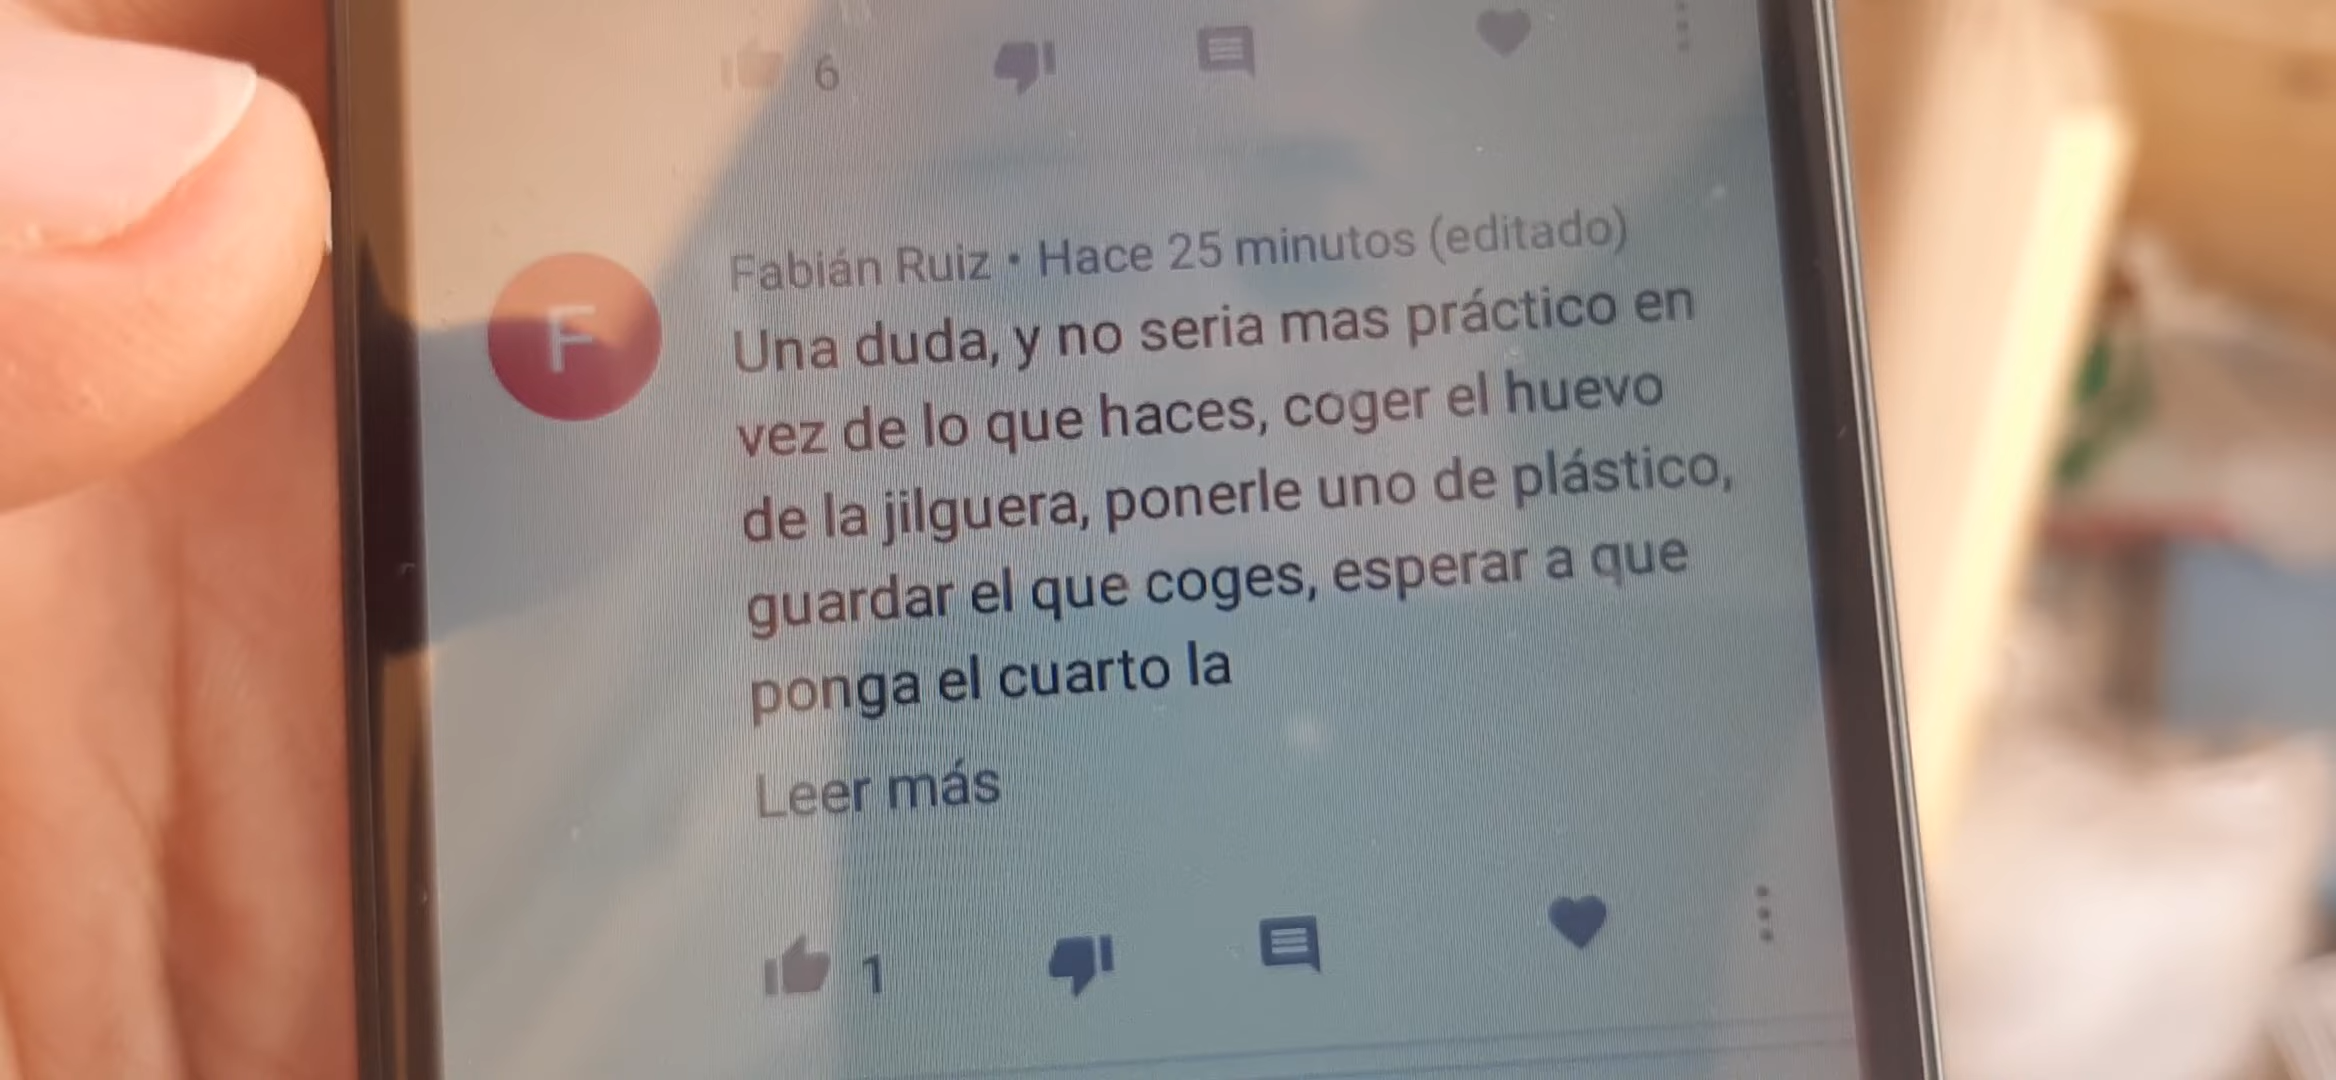 6
F
Fabián Ruiz • Hace 25 minutos (editado)
Una duda, y no seria mas práctico en
vez de lo que haces, coger el huevo
de la jilguera, ponerle uno de plástico,
guardar el que coges, esperar a que
ponga el cuarto la
Leer más
1